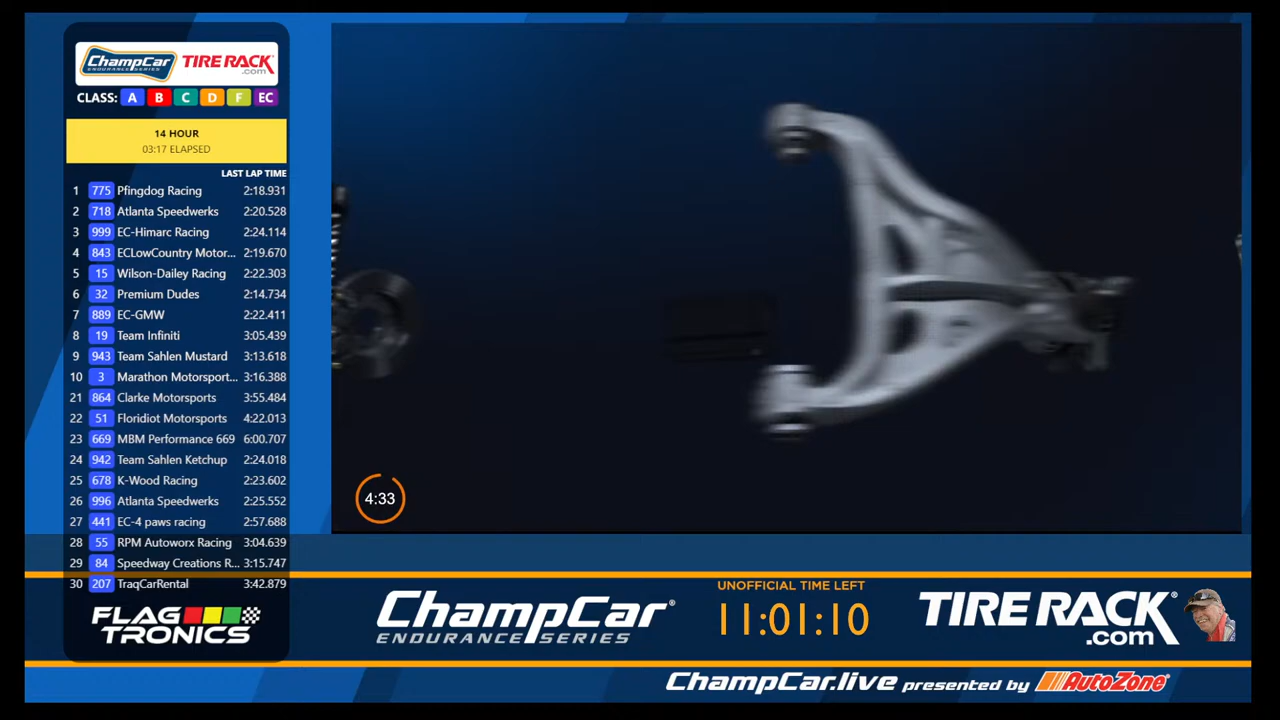 ChampCar
ENDURANCE SERIES
TIRE RACK
.com
CLASS: A B C D F EC
14 HOUR
03:17 ELAPSED
LAST LAP TIME
1 775 Pfingdog Racing 2:18.931
2 718 Atlanta Speedwerks 2:20.528
3 999 EC-Himarc Racing 2:24.114
4 843 ECLowCountry Motor... 2:19.670
5 15 Wilson-Dailey Racing 2:22.303
6 32 Premium Dudes 2:14.734
7 889 EC-GMW 2:22.411
8 19 Team Infiniti 3:05.439
9 943 Team Sahlen Mustard 3:13.618
10 3 Marathon Motorsport... 3:16.388
21 864 Clarke Motorsports 3:55.484
22 51 Floridiot Motorsports 4:22.013
23 669 MBM Performance 669 6:00.707
24 942 Team Sahlen Ketchup 2:24.018
25 678 K-Wood Racing 2:23.602
26 996 Atlanta Speedwerks 2:25.552
27 441 EC-4 paws racing 2:57.688
28 55 RPM Autoworx Racing 3:04.639
29 84 Speedway Creations R... 3:15.747
30 207 TraqCarRental 3:42.879
FLAG
TRONICS
4:33
ChampCar®
ENDURANCE SERIES
UNOFFICIAL TIME LEFT
11:01:10
TIRE RACK®
.com
ChampCar.live presented by AutoZone